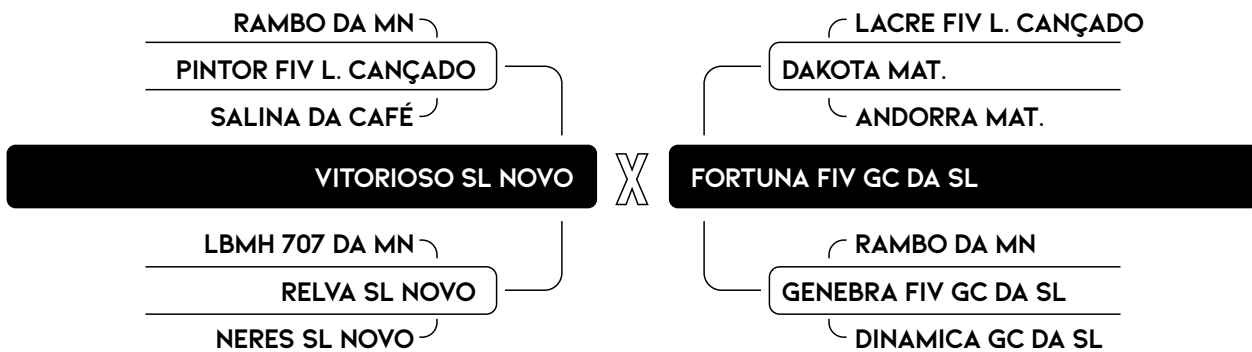 RAMBO DA MN
PINTOR FIV L. CANÇADO
SALINA DA CAFÉ
VITORIOSO SL NOVO
LBMH 707 DA MN
RELVA SL NOVO
NERES SL NOVO
X
LACRE FIV L. CANÇADO
DAKOTA MAT.
ANDORRA MAT.
FORTUNA FIV GC DA SL
RAMBO DA MN
GENEBRA FIV GC DA SL
DINAMICA GC DA SL